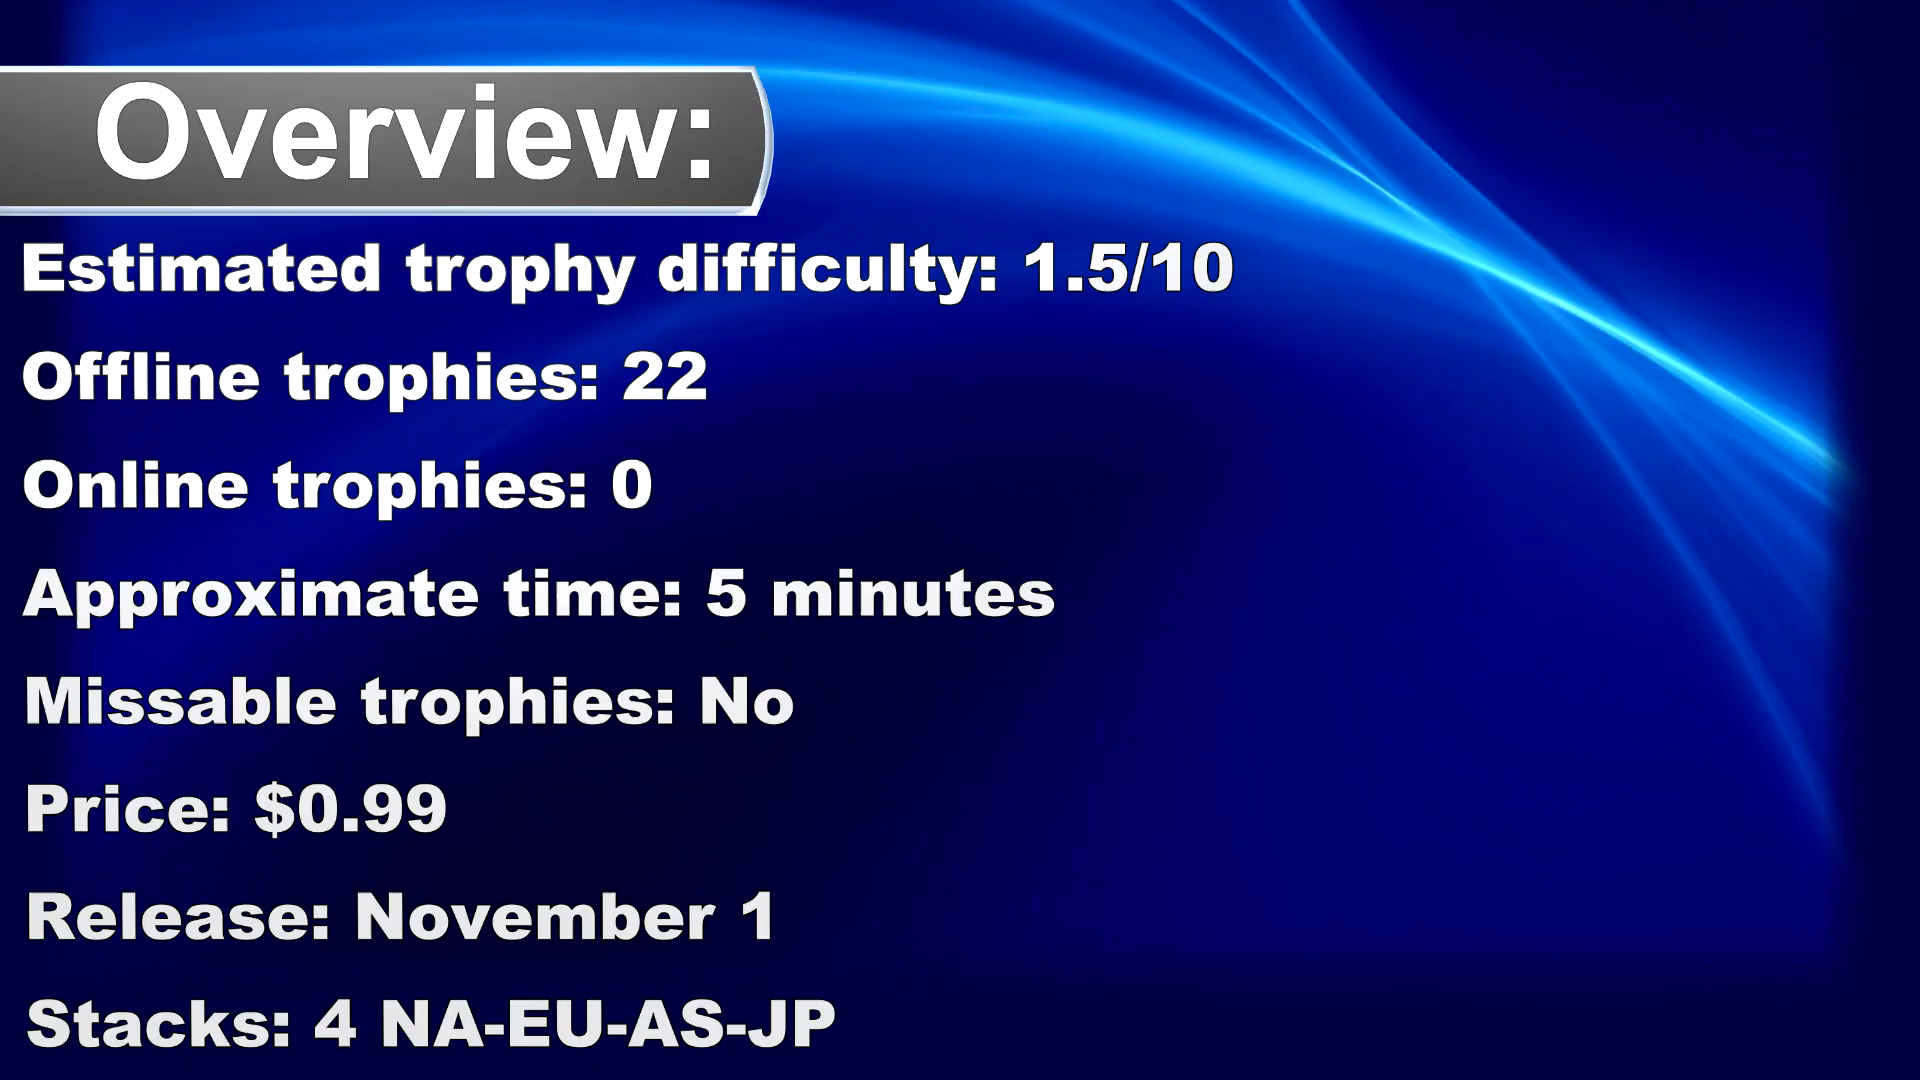 Overview:
Estimated trophy difficulty: 1.5/10
Offline trophies: 22
Online trophies: 0
Approximate time: 5 minutes
Missable trophies: No
Price: $0.99
Release: November 1
Stacks: 4 NA-EU-AS-JP